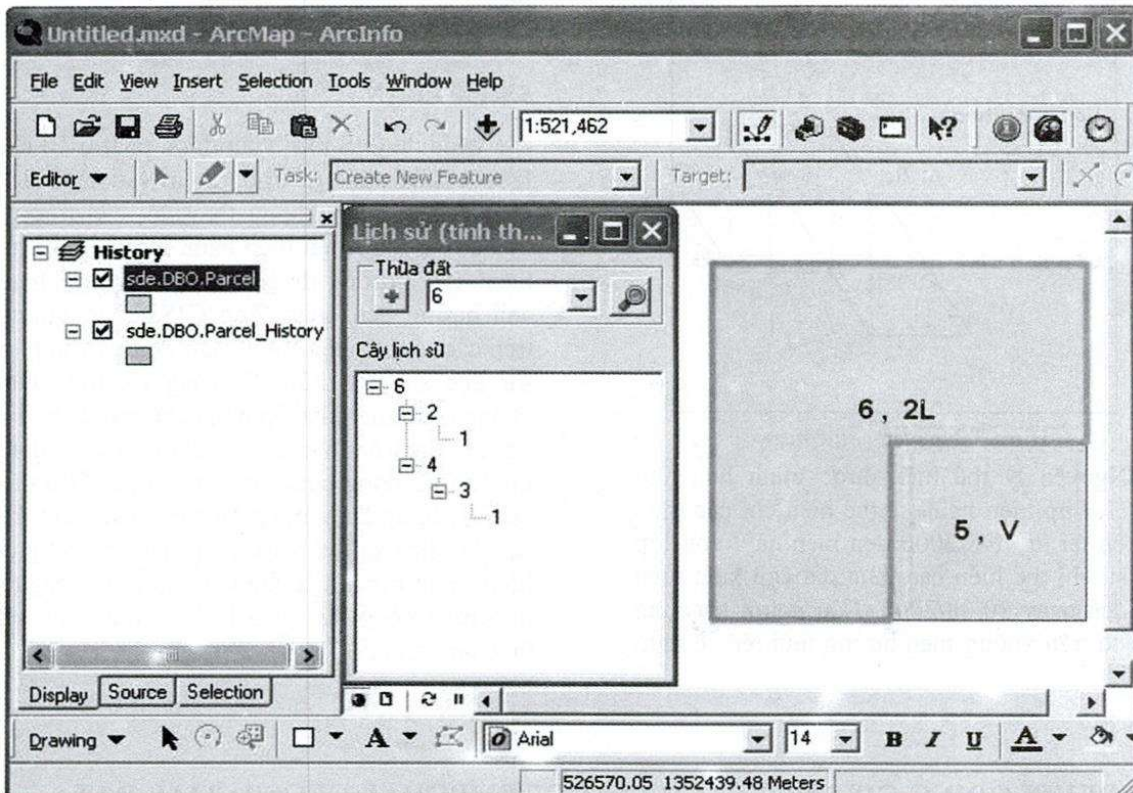 Untitled.mxd - ArcMap - ArcInfo
File Edit View Insert Selection Tools Window Help
1:521,462
Editor Task: Create New Feature Target:
History
sde.DBO.Parcel
sde.DBO.Parcel_History
Display Source Selection
Lịch sử (tính th...
Thửa đất
6
Cây lịch sử
6
2
1
4
3
1
6, 2L
5, V
Drawing A Arial 14 B I U A
526570.05 1352439.48 Meters